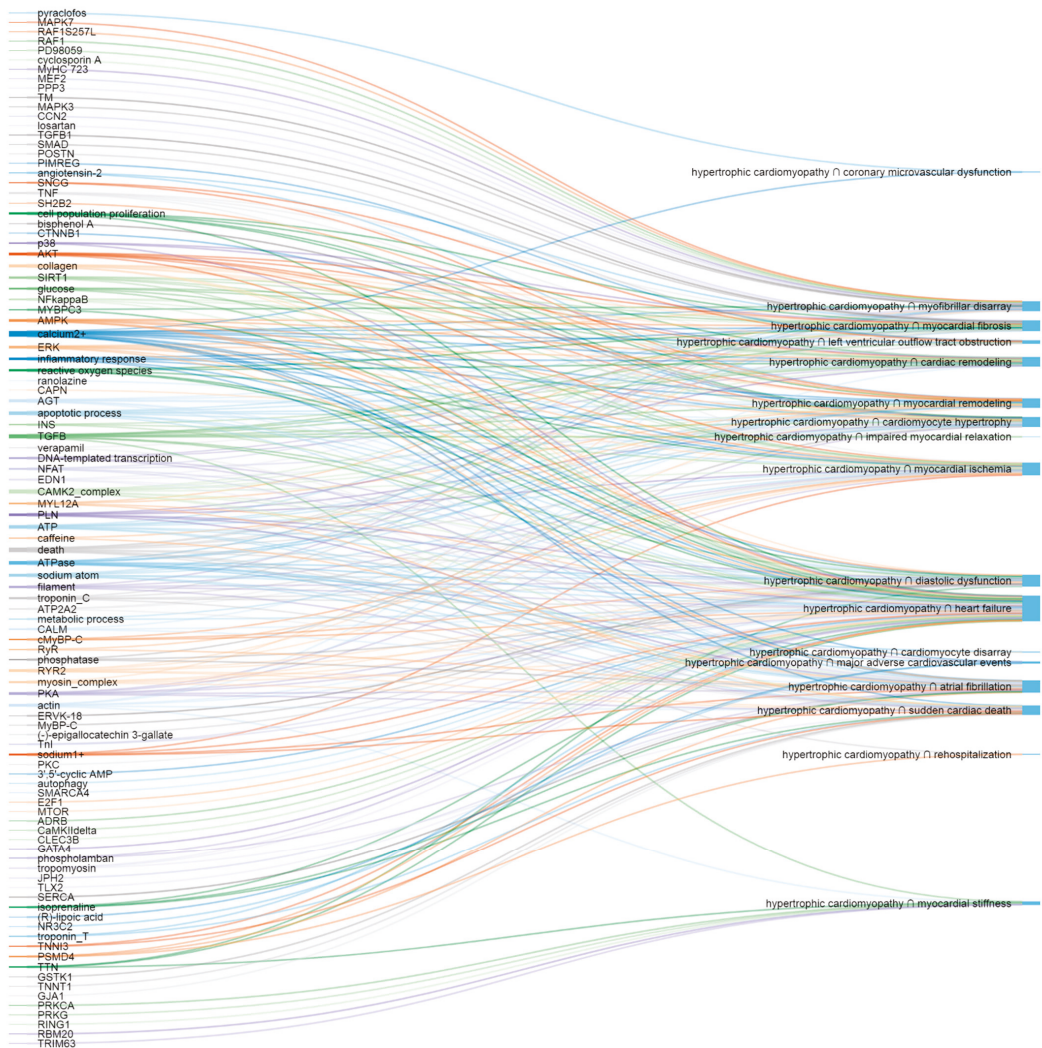 pyraclofos
MAPK7
RAF1S257L
RAF1
PD98059
cyclosporin A
MyHC 723
MEF2
PPP3
TM
MAPK3
CCN2
losartan
TGFB1
SMAD
POSTN
PIMREG
angiotensin-2
SNCG
TNF
SH2B2
cell population proliferation
bisphenol A
CTNNB1
p38
AKT
collagen
SIRT1
glucose
NFkappaB
MYBPC3
AMPK
calcium2+
ERK
inflammatory response
reactive oxygen species
ranolazine
CAPN
AGT
apoptotic process
INS
TGFB
verapamil
DNA-templated transcription
NFAT
EDN1
CAMK2_complex
MYL12A
PLN
ATP
caffeine
death
ATPase
sodium atom
filament
troponin_C
ATP2A2
metabolic process
CALM
cMyBP-C
RyR
phosphatase
RYR2
myosin_complex
PKA
actin
ERVK-18
MyBP-C
(-)-epigallocatechin 3-gallate
TnI
sodium1+
PKC
3',5'-cyclic AMP
autophagy
SMARCA4
E2F1
MTOR
ADRB
CaMKIIdelta
CLEC3B
GATA4
phospholamban
tropomyosin
JPH2
TLX2
SERCA
isoprenaline
(R)-lipoic acid
NR3C2
troponin_T
TNNI3
PSMD4
TTN
GSTK1
TNNT1
GJA1
PRKCA
PRKG
RING1
RBM20
TRIM63
hypertrophic cardiomyopathy ∩ coronary microvascular dysfunction
hypertrophic cardiomyopathy ∩ myofibrillar disarray
hypertrophic cardiomyopathy ∩ myocardial fibrosis
hypertrophic cardiomyopathy ∩ left ventricular outflow tract obstruction
hypertrophic cardiomyopathy ∩ cardiac remodeling
hypertrophic cardiomyopathy ∩ myocardial remodeling
hypertrophic cardiomyopathy ∩ cardiomyocyte hypertrophy
hypertrophic cardiomyopathy ∩ impaired myocardial relaxation
hypertrophic cardiomyopathy ∩ myocardial ischemia
hypertrophic cardiomyopathy ∩ diastolic dysfunction
hypertrophic cardiomyopathy ∩ heart failure
hypertrophic cardiomyopathy ∩ cardiomyocyte disarray
hypertrophic cardiomyopathy ∩ major adverse cardiovascular events
hypertrophic cardiomyopathy ∩ atrial fibrillation
hypertrophic cardiomyopathy ∩ sudden cardiac death
hypertrophic cardiomyopathy ∩ rehospitalization
hypertrophic cardiomyopathy ∩ myocardial stiffness